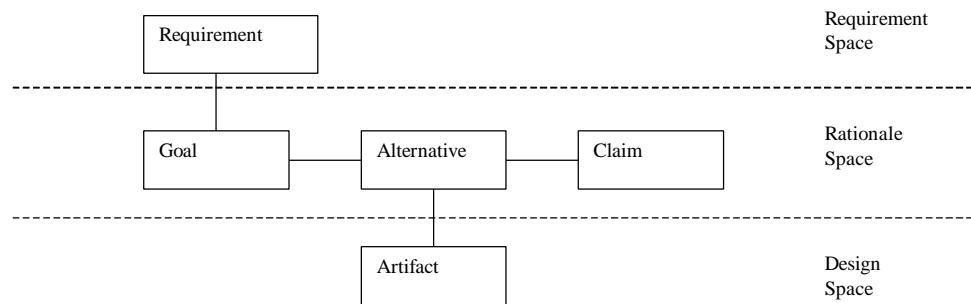 Requirement
Requirement
Space
Goal
Alternative
Claim
Rationale
Space
Artifact
Design
Space